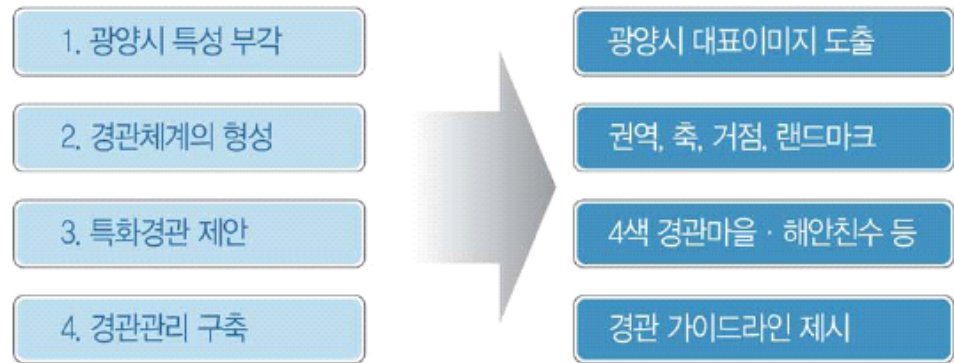 1. 광양시 특성 부각
광양시 대표이미지 도출
2. 경관체계의 형성
권역, 축, 거점, 랜드마크
3. 특화경관 제안
4색 경관마을 · 해안친수 등
4. 경관관리 구축
경관 가이드라인 제시